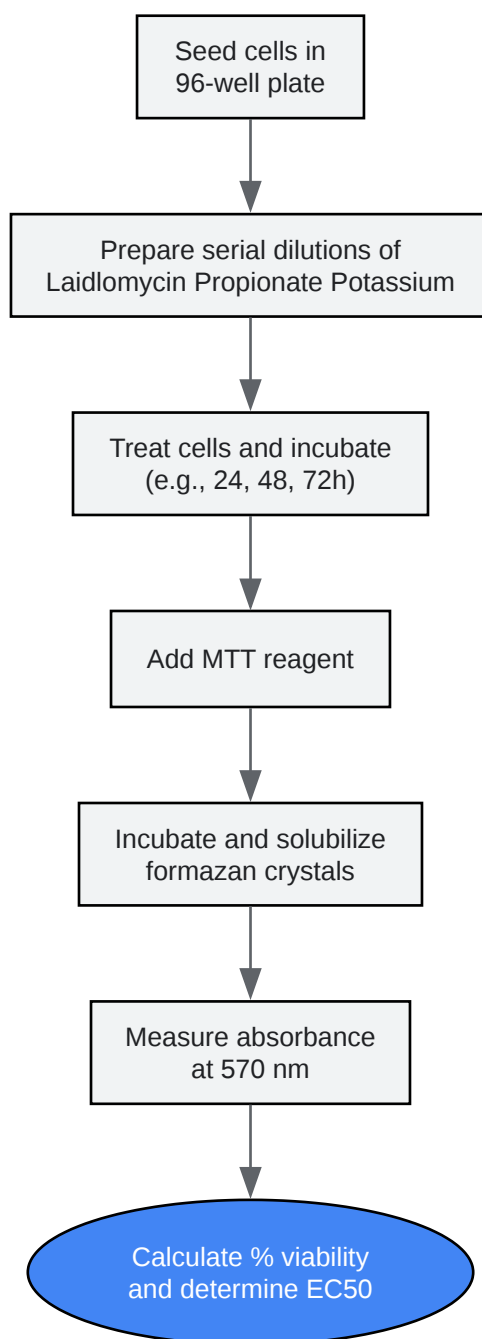 Seed cells in
96-well plate
Prepare serial dilutions of
Laidlomycin Propionate Potassium
Treat cells and incubate
(e.g., 24, 48, 72h)
Add MTT reagent
Incubate and solubilize
formazan crystals
Measure absorbance
at 570 nm
Calculate % viability
and determine EC50